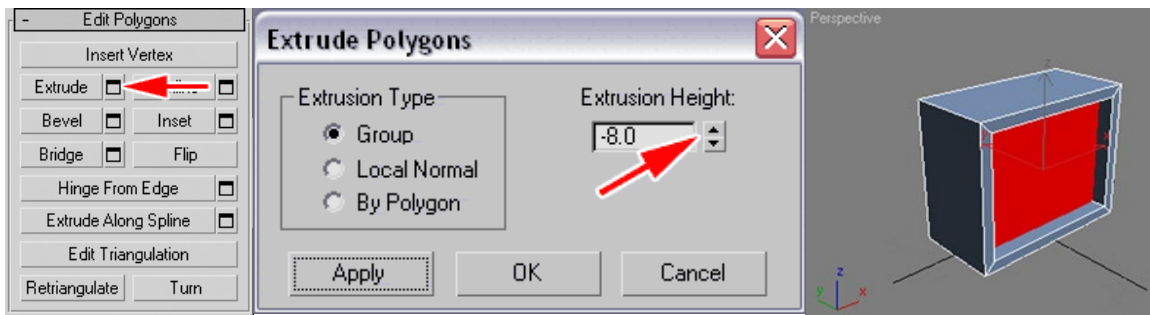 - Edit Polygons
Insert Vertex
Extrude
Bevel Inset
Bridge Flip
Hinge From Edge
Extrude Along Spline
Edit Triangulation
Retriangulate Turn
Extrude Polygons
Extrusion Type
Group
Local Normal
By Polygon
Extrusion Height:
-8.0
Apply OK Cancel
Perspective
z
x
z
y x